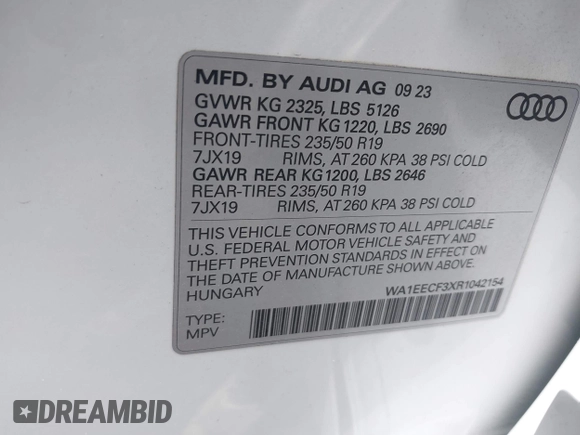 MFD. BY AUDI AG 09 23
GVWR KG 2325, LBS 5126
GAWR FRONT KG 1220, LBS 2690
FRONT-TIRES 235/50 R19
7JX19 RIMS, AT 260 KPA 38 PSI COLD
GAWR REAR KG 1200, LBS 2646
REAR-TIRES 235/50 R19
7JX19 RIMS, AT 260 KPA 38 PSI COLD
THIS VEHICLE CONFORMS TO ALL APPLICABLE
U.S. FEDERAL MOTOR VEHICLE SAFETY AND
THEFT PREVENTION STANDARDS IN EFFECT ON
THE DATE OF MANUFACTURE SHOWN ABOVE.
HUNGARY
WA1EECF3XR1042154
TYPE:
MPV
DREAMBID